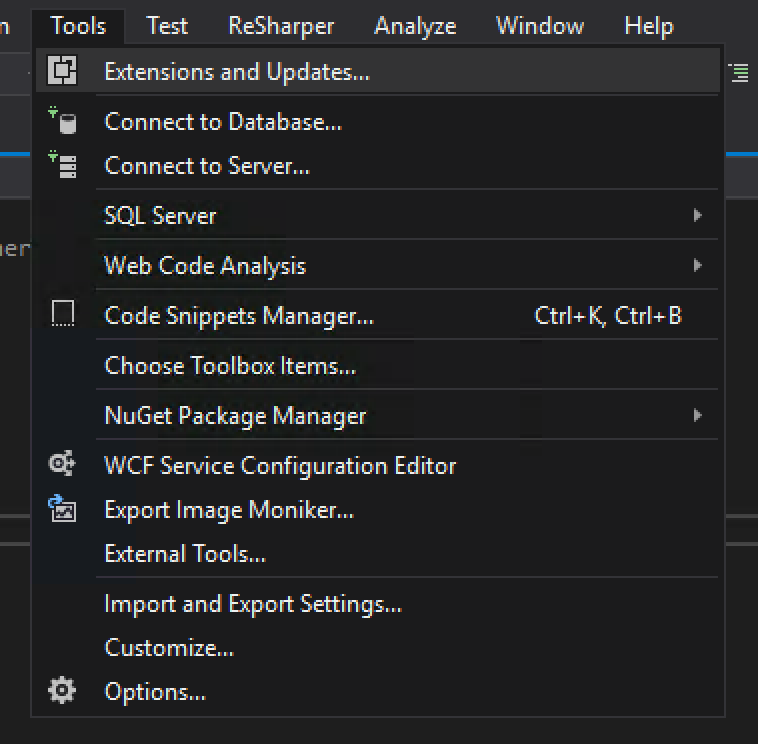 Tools Test ReSharper Analyze Window Help
Extensions and Updates...
Connect to Database...
Connect to Server...
SQL Server
Web Code Analysis
Code Snippets Manager... Ctrl+K, Ctrl+B
Choose Toolbox Items...
NuGet Package Manager
WCF Service Configuration Editor
Export Image Moniker...
External Tools...
Import and Export Settings...
Customize...
Options...